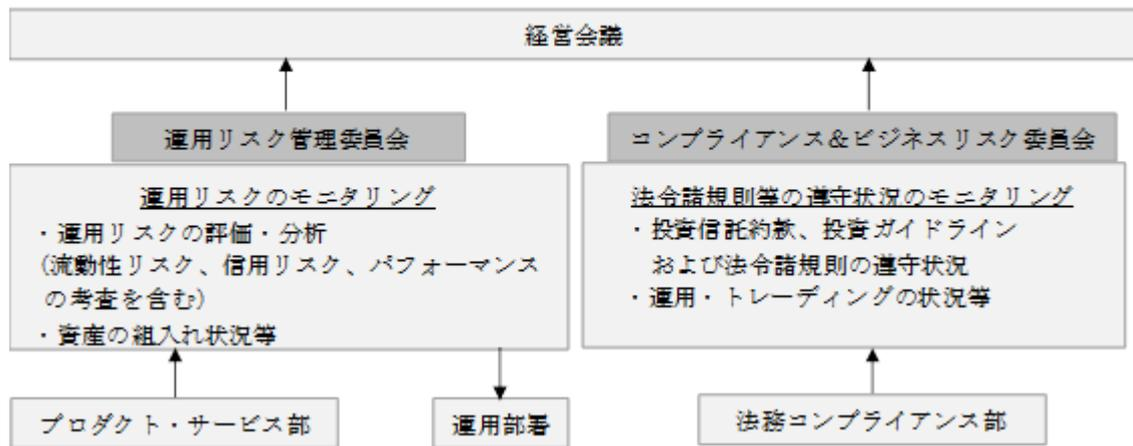 経営会議
運用リスク管理委員会
運用リスクのモニタリング
・運用リスクの評価・分析
(流動性リスク、信用リスク、パフォーマンス
の考査を含む)
・資産の組入れ状況等
プロダクト・サービス部
運用部署
コンプライアンス＆ビジネスリスク委員会
法令諸規則等の遵守状況のモニタリング
・投資信託約款、投資ガイドライン
および法令諸規則の遵守状況
・運用・トレーディングの状況等
法務コンプライアンス部